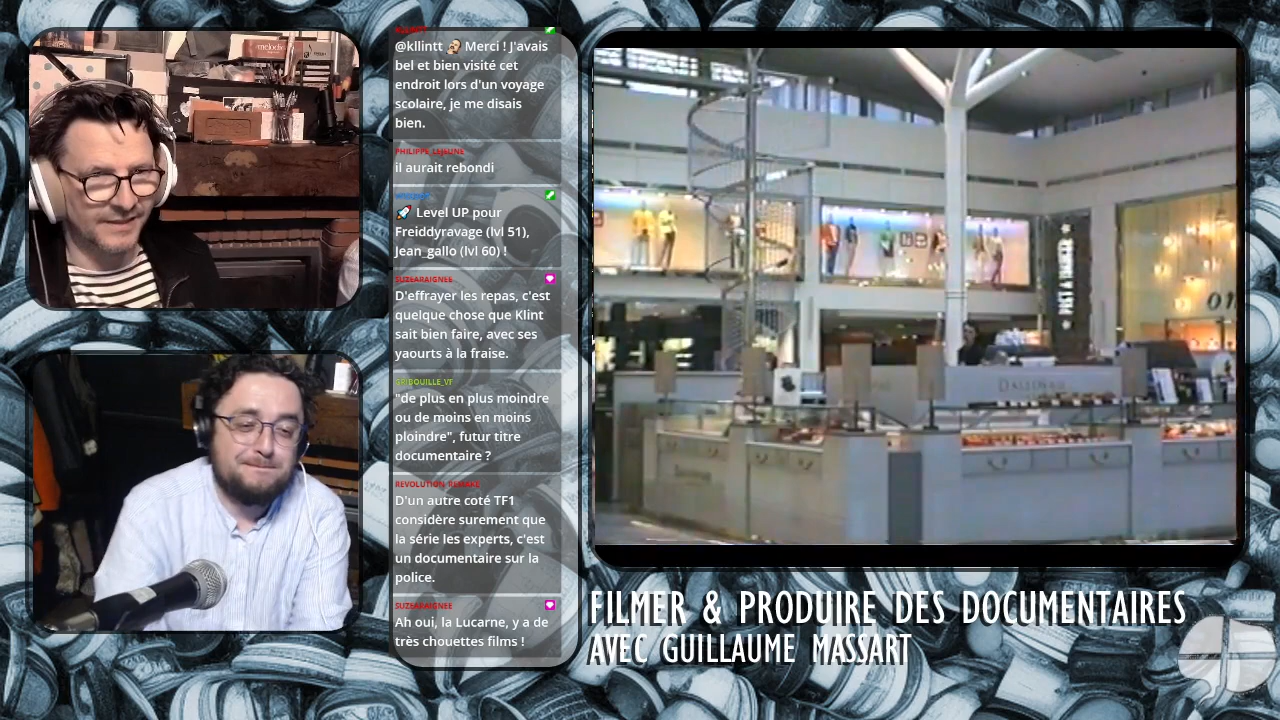 @kllintt Merci ! J'avais
bel et bien visité cet
endroit lors d'un voyage
scolaire, je me disais
bien.
PHILIPPE_LEJEUNE
il aurait rebondi
Level UP pour
Freiddyravage (lvl 51),
Jean_gallo (lvl 60) !
SUZEARAIGNEE
D'effrayer les repas, c'est
quelque chose que Klint
sait bien faire, avec ses
yaourts à la fraise.
GRIBOUILLE_VF
"de plus en plus moindre
ou de moins en moins
ploindre", futur titre
documentaire ?
REVOLUTION_REMAKE
D'un autre coté TF1
considère surement que
la série les experts, c'est
un documentaire sur la
police.
SUZEARAIGNEE
Ah oui, la Lucarne, y a de
très chouettes films !
FILMER & PRODUIRE DES DOCUMENTAIRES
AVEC GUILLAUME MASSART